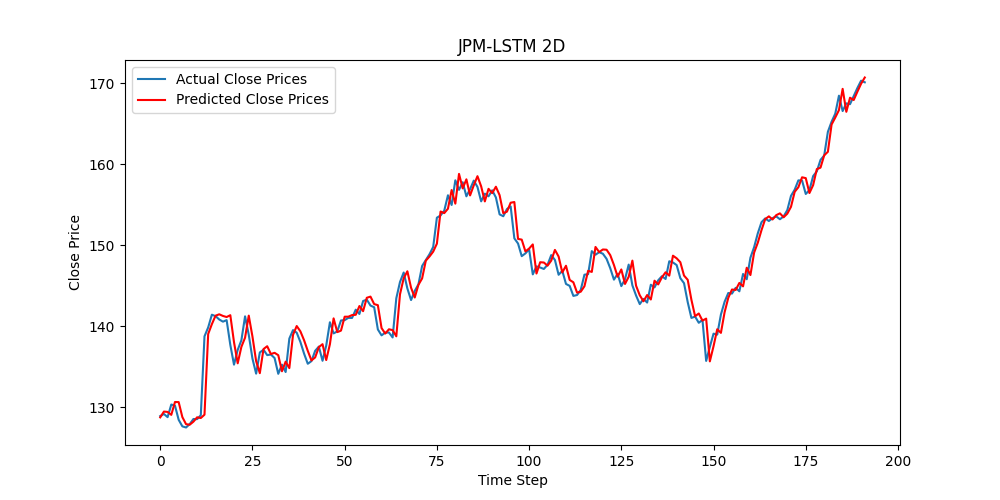 JPM-LSTM 2D
Actual Close Prices
Predicted Close Prices
Close Price
170
160
150
140
130
0 25 50 75 100 125 150 175 200
Time Step